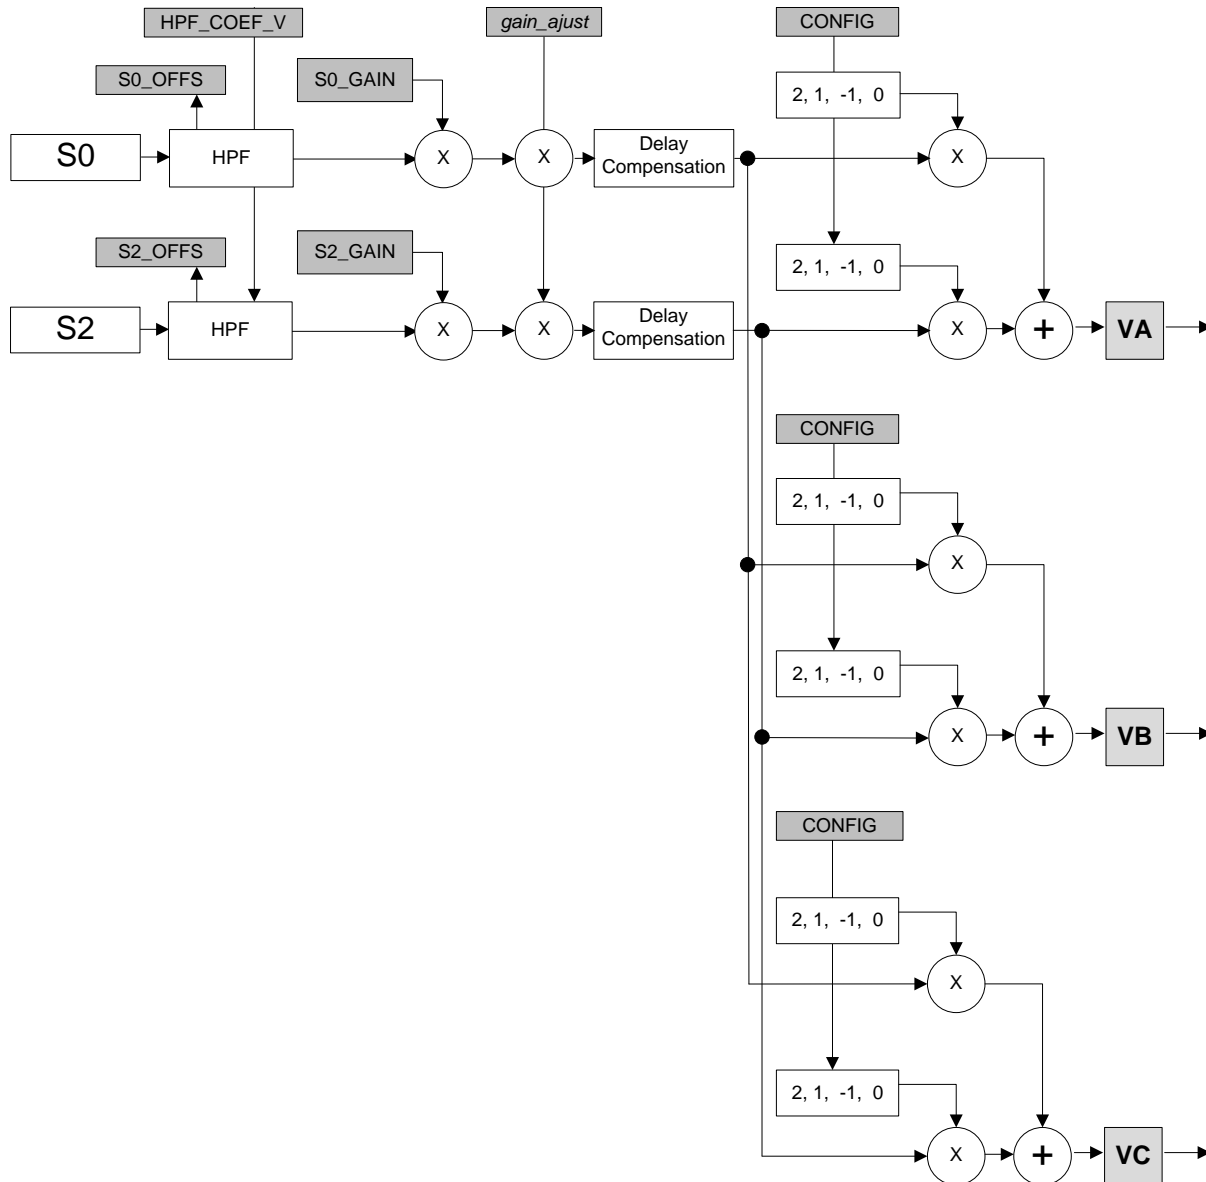 HPF_COEF_V
gain_ajust
CONFIG
S0_OFFS
S0_GAIN
2, 1, -1, 0
S0
HPF
X
X
Delay
Compensation
X
S2_OFFS
S2_GAIN
2, 1, -1, 0
S2
HPF
X
X
Delay
Compensation
X
+
VA
CONFIG
2, 1, -1, 0
X
2, 1, -1, 0
X
+
VB
CONFIG
2, 1, -1, 0
X
2, 1, -1, 0
X
+
VC